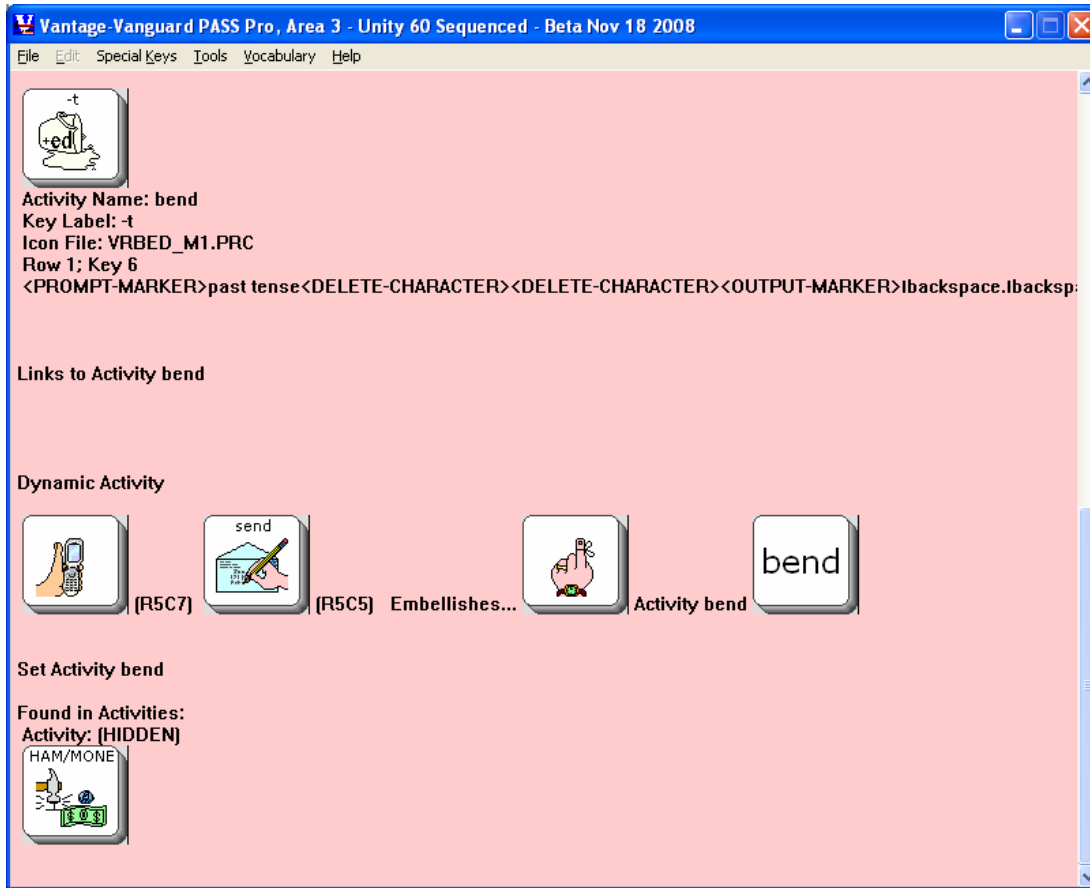 Vantage-Vanguard PASS Pro, Area 3 - Unity 60 Sequenced - Beta Nov 18 2008
File Edit Special Keys Tools Vocabulary Help
-t
+ed
Activity Name: bend
Key Label: -t
Icon File: VRBED_M1.PRC
Row 1; Key 6
<PROMPT-MARKER>past tense<DELETE-CHARACTER><DELETE-CHARACTER><OUTPUT-MARKER>!backspace.!backspa
Links to Activity bend
Dynamic Activity
send
bend
(R5C7) (R5C5) Embellishes... Activity bend
Set Activity bend
Found in Activities:
Activity: (HIDDEN)
HAM/MONE